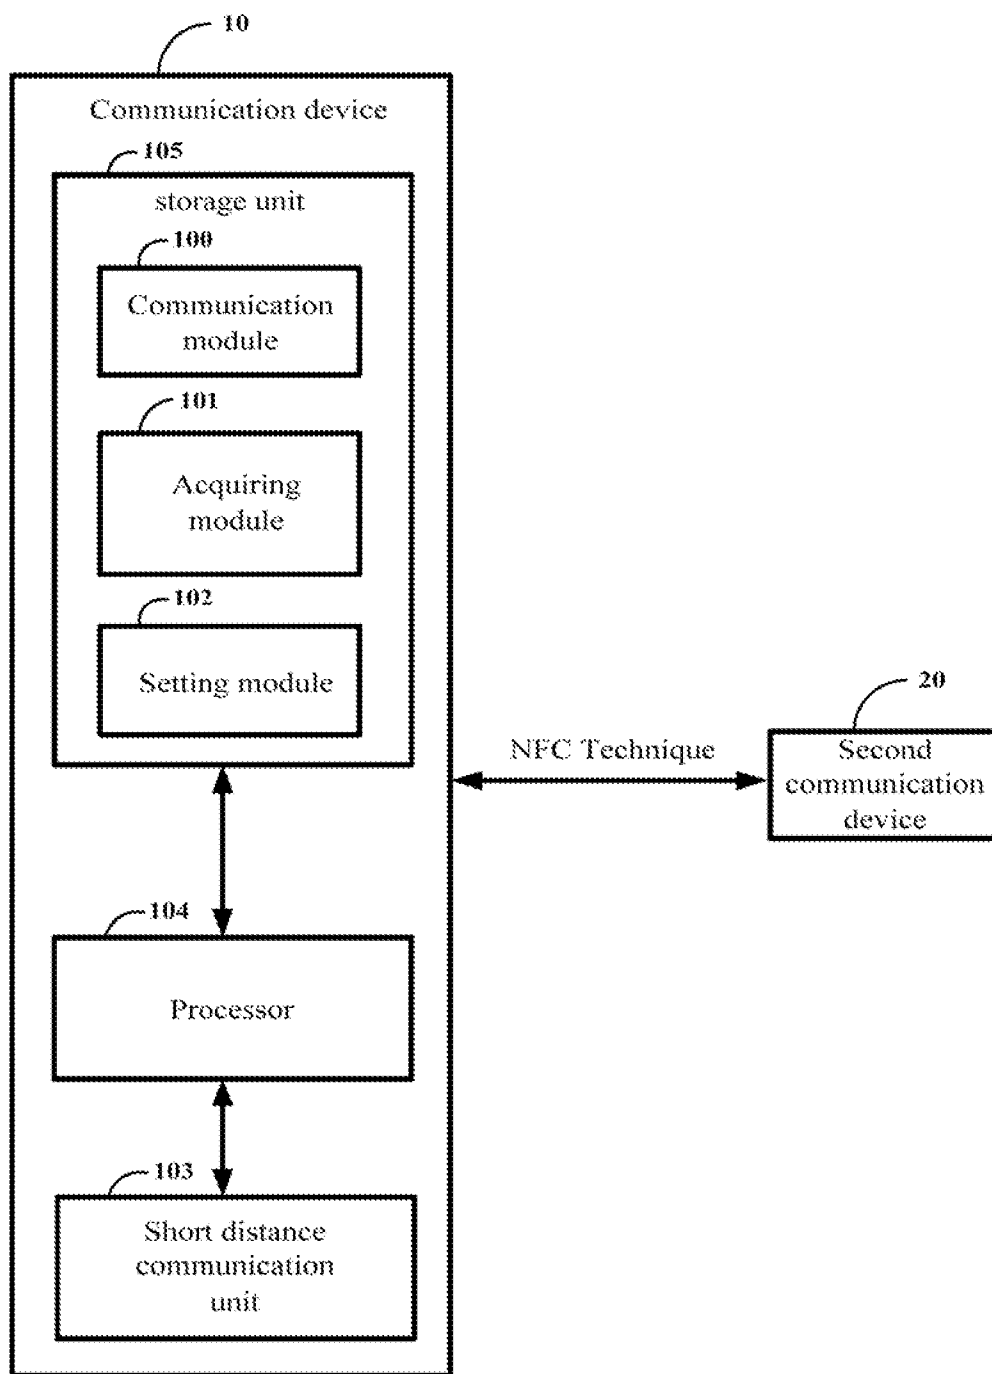 10
Communication device
105
storage unit
100
Communication
module
101
Acquiring
module
102
Setting module
NFC Technique
20
Second
communication
device
104
Processor
103
Short distance
communication
unit